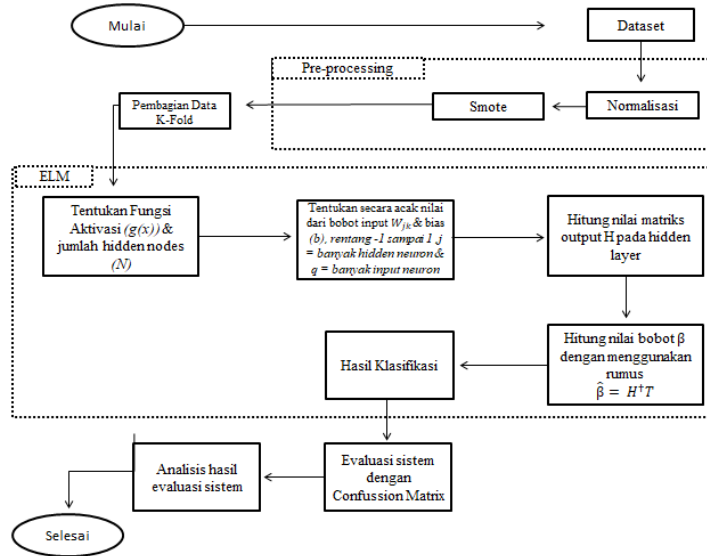 Mulai
Dataset
Pre-processing
Normalisasi
Smote
Pembagian Data
K-Fold
ELM
Tentukan Fungsi
Aktivasi (g(x)) &
jumlah hidden nodes
(N)
Tentukan secara acak nilai
dari bobot input W_jk & bias
(b), rentang -1 sampai 1 .j
= banyak hidden neuron &
q = banyak input neuron
Hitung nilai matriks
output H pada hidden
layer
Hitung nilai bobot β
dengan menggunakan
rumus
β̂ = H†T
Hasil Klasifikasi
Evaluasi sistem
dengan
Confussion Matrix
Analisis hasil
evaluasi sistem
Selesai